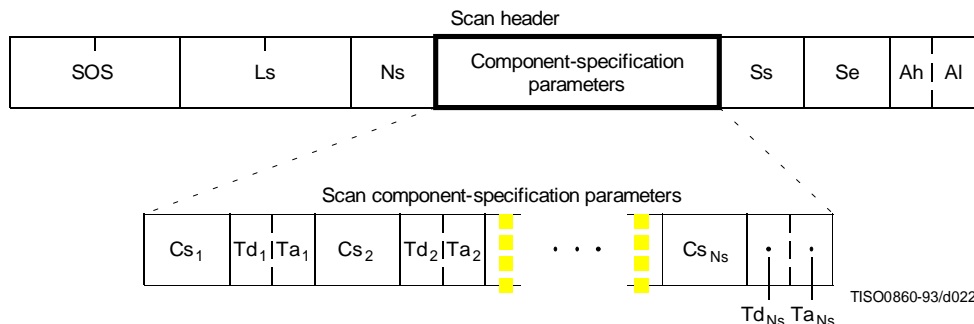 Scan header
SOS Ls Ns Component-specification parameters Ss Se Ah Al
Scan component-specification parameters
Cs1 Td1 Ta1 Cs2 Td2 Ta2 . . . CsNs
TdNs TaNs
TISO0860-93/d022